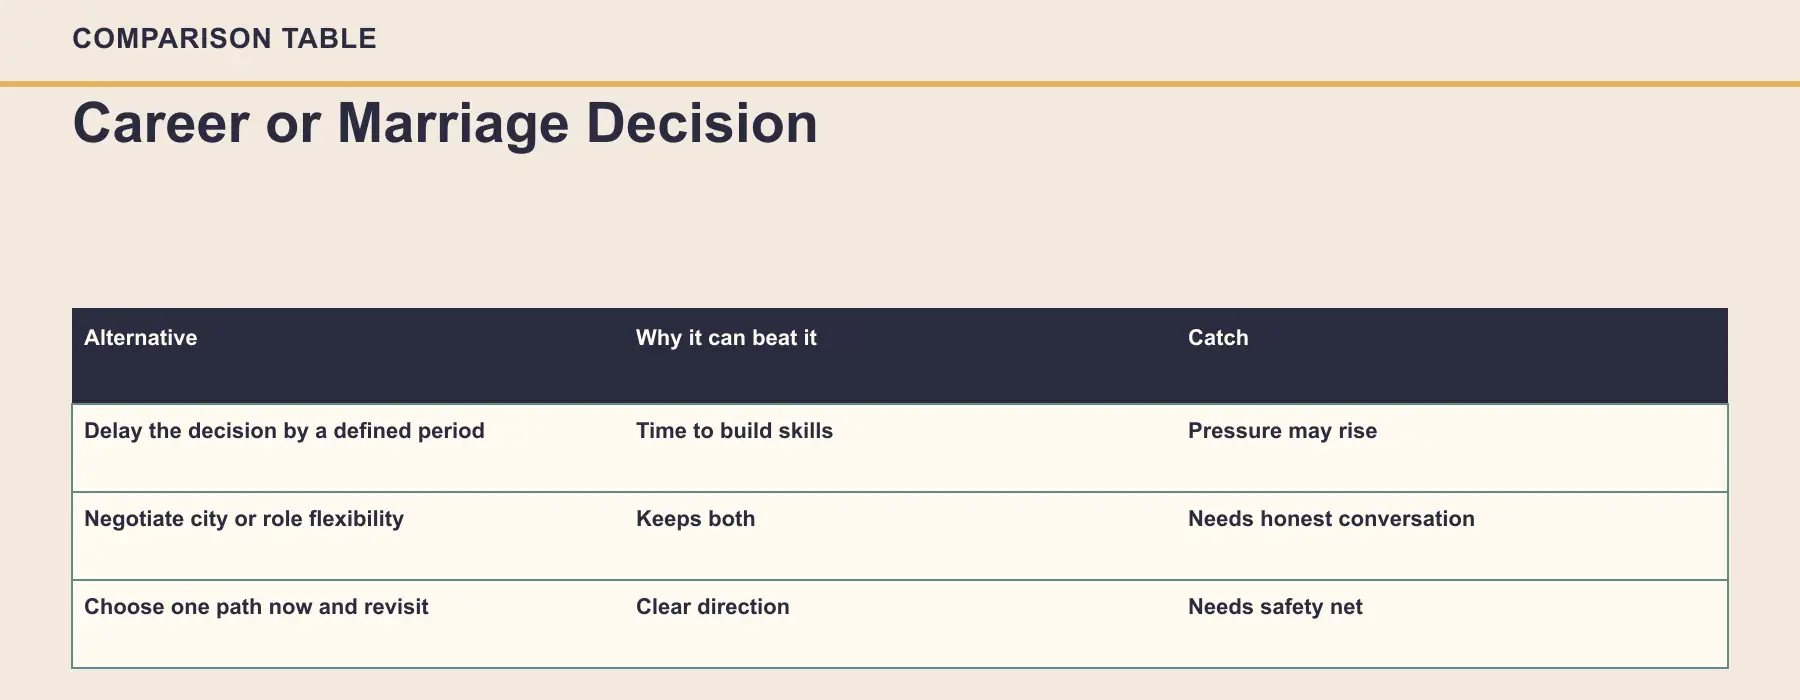 COMPARISON TABLE
Career or Marriage Decision
Alternative Why it can beat it Catch
Delay the decision by a defined period Time to build skills Pressure may rise
Negotiate city or role flexibility Keeps both Needs honest conversation
Choose one path now and revisit Clear direction Needs safety net